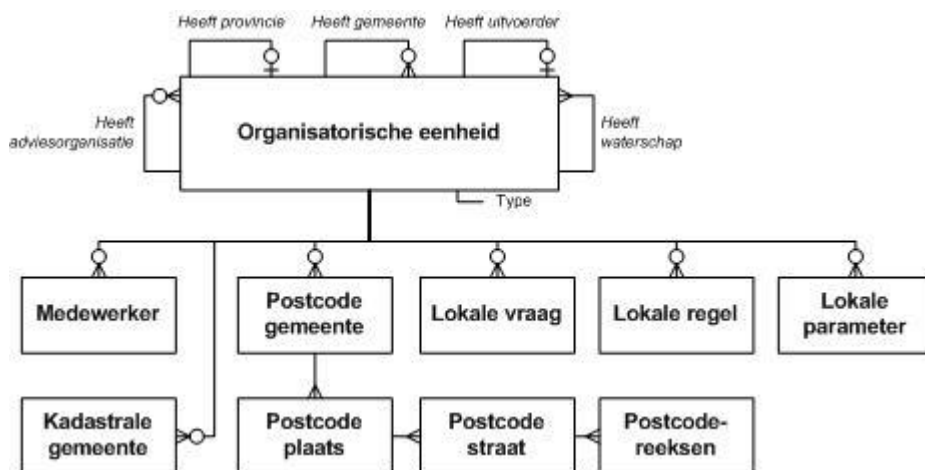 Heeft provincie
Heeft gemeente
Heeft uitvoerder
Heeft
adviesorganisatie
Organisatorische eenheid
Heeft
waterschap
Type
Medewerker
Postcode
gemeente
Lokale vraag
Lokale regel
Lokale
parameter
Kadastrale
gemeente
Postcode
plaats
Postcode
straat
Postcode-
reeksen